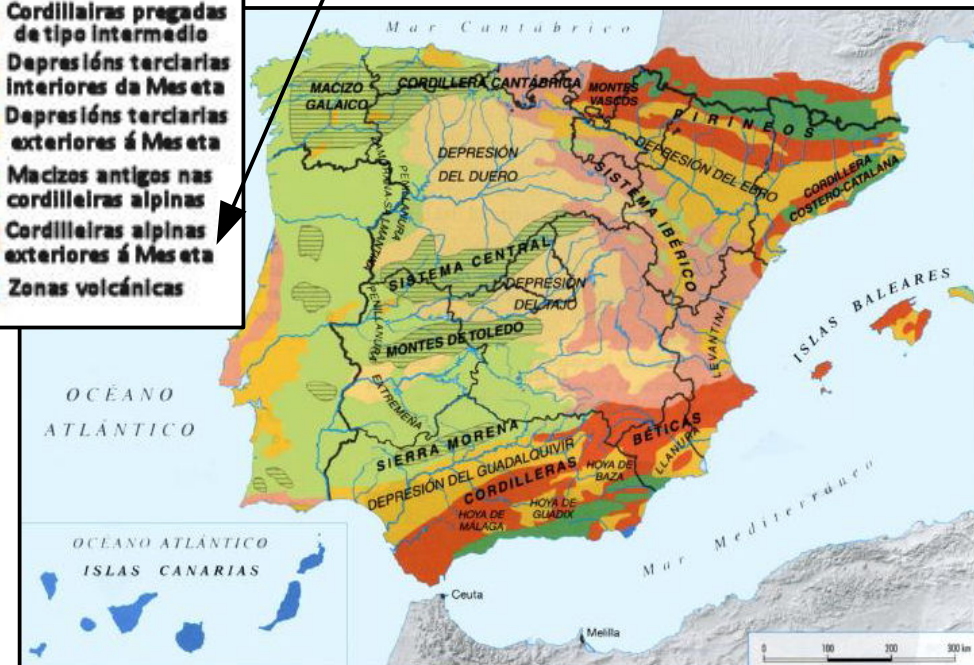 Cordillairas pregadas
de tipo intermedio
Depresións terciarias
interiores da Meseta
Depresións terciarias
exteriores á Meseta
Macizos antigos nas
cordilleiras alpinas
Cordilleiras alpinas
exteriores á Meseta
Zonas volcánicas
Mar Cantábrico
MACIZO
GALAICO
CORDILLERA CANTÁBRICA
MONTES
VASCOS
PIRINEOS
DEPRESIÓN
DEL DUERO
PENILLANURA
ZAMORANA-SALMANTINA
SISTEMA IBÉRICO
DEPRESIÓN DEL EBRO
CORDILLERA
COSTERO-CATALANA
SISTEMA CENTRAL
DEPRESIÓN
DEL TAJO
MONTES DE TOLEDO
PENILLANURA
EXTREMEÑA
LLANURA
LEVANTINA
ISLAS BALEARES
OCÉANO
ATLÁNTICO
SIERRA MORENA
DEPRESIÓN DEL GUADALQUIVIR
CORDILLERAS
BÉTICAS
HOYA DE
BAZA
HOYA DE
GUADIX
HOYA DE
MÁLAGA
Mar Mediterráneo
OCÉANO ATLÁNTICO
ISLAS CANARIAS
Ceuta
Melilla
0 100 200 300 km